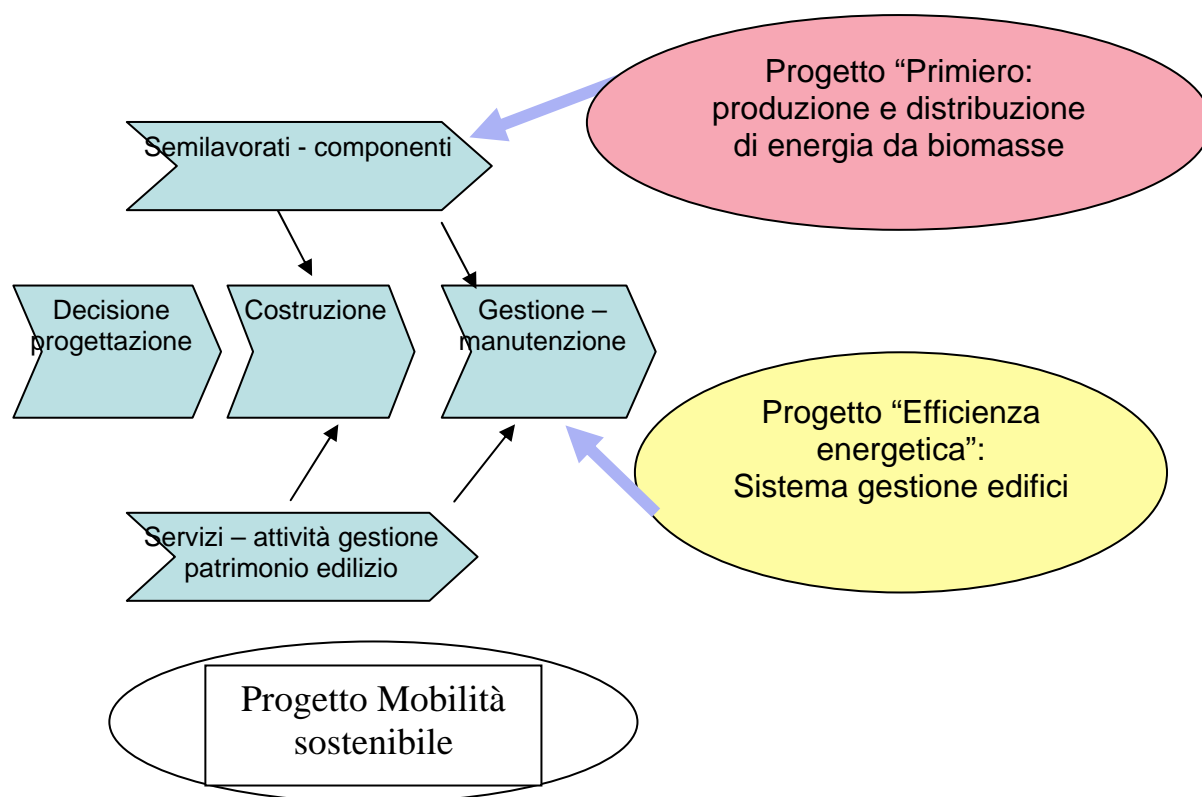 Progetto “Primiero:
produzione e distribuzione
di energia da biomasse
Semilavorati - componenti
Decisione
progettazione
Costruzione
Gestione –
manutenzione
Progetto “Efficienza
energetica”:
Sistema gestione edifici
Servizi – attività gestione
patrimonio edilizio
Progetto Mobilità
sostenibile